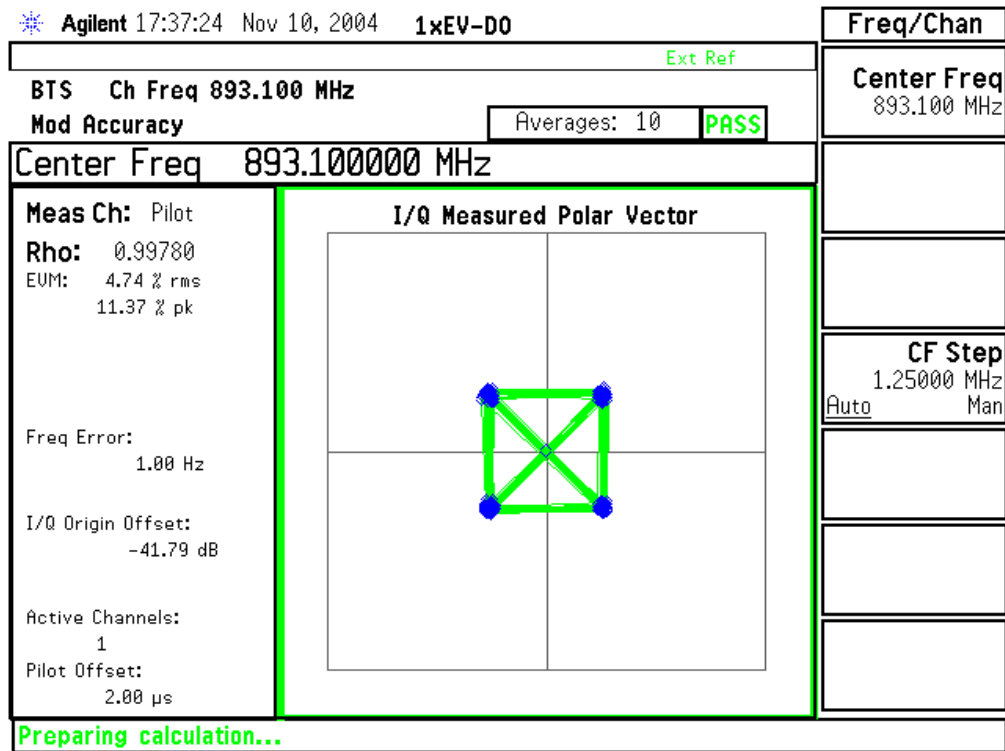 Agilent 17:37:24 Nov 10, 2004 1xEV-DO
Freq/Chan
Ext Ref
BTS Ch Freq 893.100 MHz
Mod Accuracy
Averages: 10 PASS
Center Freq 893.100000 MHz
Meas Ch: Pilot
Rho: 0.99780
EVM: 4.74 % rms
11.37 % pk
Freq Error:
1.00 Hz
I/Q Origin Offset:
-41.79 dB
Active Channels:
1
Pilot Offset:
2.00 µs
I/Q Measured Polar Vector
Center Freq
893.100 MHz
CF Step
1.25000 MHz
Auto Man
Preparing calculation...